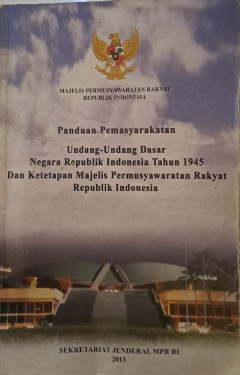 MAJELIS PERMUSYAWARATAN RAKYAT
REPUBLIK INDONESIA
Panduan Pemasyarakatan
Undang-Undang Dasar
Negara Republik Indonesia Tahun 1945
Dan Ketetapan Majelis Permusyawaratan Rakyat
Republik Indonesia
SEKRETARIAT JENDERAL MPR RI
2013